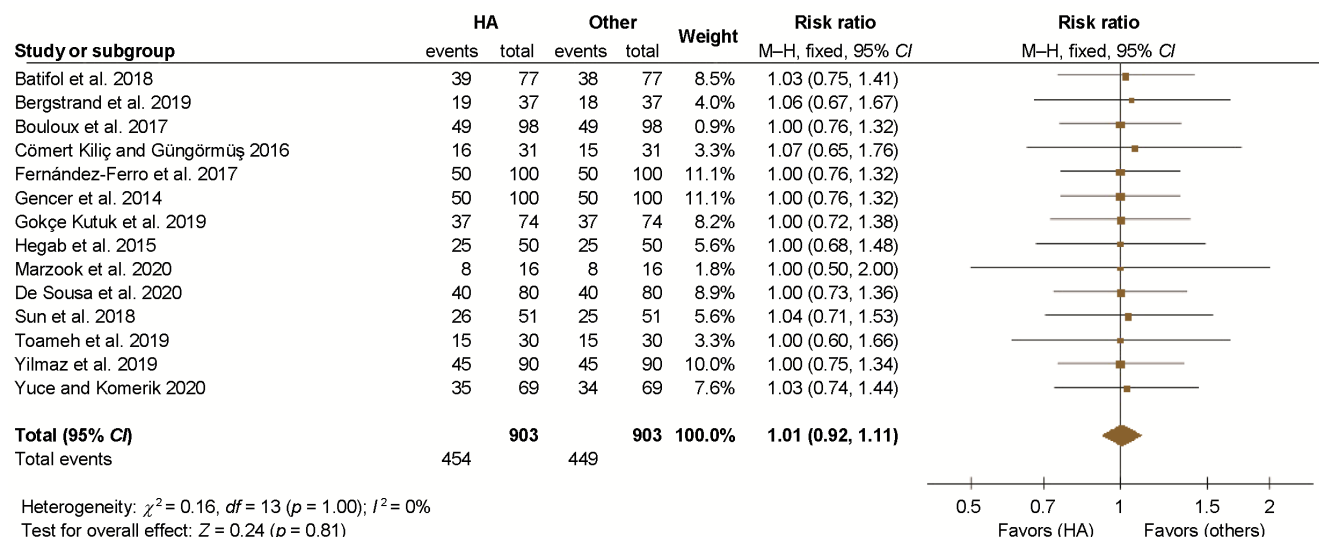 HA Other Risk ratio Risk ratio
Study or subgroup events total events total Weight M–H, fixed, 95% CI M–H, fixed, 95% CI
Batifol et al. 2018 39 77 38 77 8.5% 1.03 (0.75, 1.41)
Bergstrand et al. 2019 19 37 18 37 4.0% 1.06 (0.67, 1.67)
Bouloux et al. 2017 49 98 49 98 0.9% 1.00 (0.76, 1.32)
Cömert Kiliç and Güngörmüş 2016 16 31 15 31 3.3% 1.07 (0.65, 1.76)
Fernández-Ferro et al. 2017 50 100 50 100 11.1% 1.00 (0.76, 1.32)
Gencer et al. 2014 50 100 50 100 11.1% 1.00 (0.76, 1.32)
Gokçe Kutuk et al. 2019 37 74 37 74 8.2% 1.00 (0.72, 1.38)
Hegab et al. 2015 25 50 25 50 5.6% 1.00 (0.68, 1.48)
Marzook et al. 2020 8 16 8 16 1.8% 1.00 (0.50, 2.00)
De Sousa et al. 2020 40 80 40 80 8.9% 1.00 (0.73, 1.36)
Sun et al. 2018 26 51 25 51 5.6% 1.04 (0.71, 1.53)
Toameh et al. 2019 15 30 15 30 3.3% 1.00 (0.60, 1.66)
Yilmaz et al. 2019 45 90 45 90 10.0% 1.00 (0.75, 1.34)
Yuce and Komerik 2020 35 69 34 69 7.6% 1.03 (0.74, 1.44)
Total (95% CI) 903 903 100.0% 1.01 (0.92, 1.11)
Total events 454 449
Heterogeneity: χ² = 0.16, df = 13 (p = 1.00); I² = 0%
Test for overall effect: Z = 0.24 (p = 0.81)
0.5 0.7 1 1.5 2
Favors (HA) Favors (others)